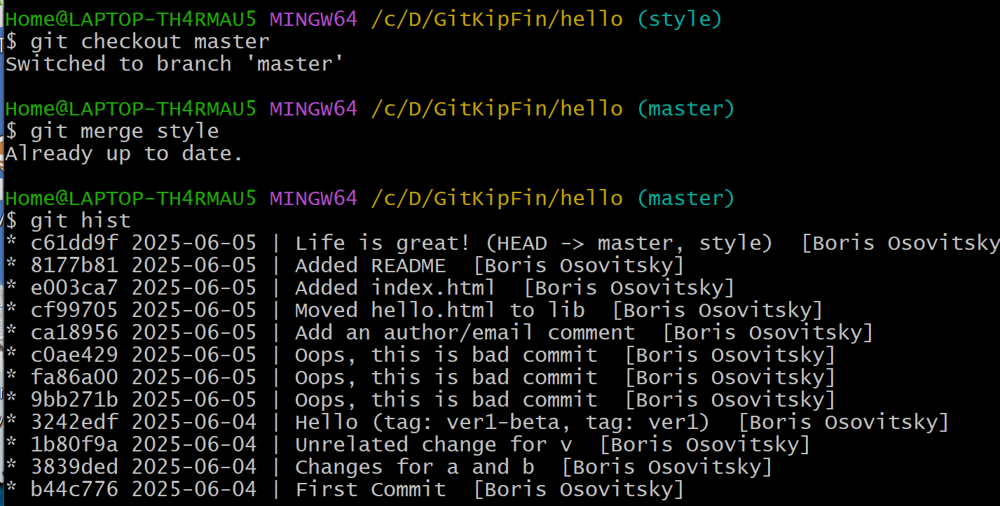 Home@LAPTOP-TH4RMAU5 MINGW64 /c/D/GitKipFin/hello (style)
$ git checkout master
Switched to branch 'master'
Home@LAPTOP-TH4RMAU5 MINGW64 /c/D/GitKipFin/hello (master)
$ git merge style
Already up to date.
Home@LAPTOP-TH4RMAU5 MINGW64 /c/D/GitKipFin/hello (master)
$ git hist
* c61dd9f 2025-06-05 | Life is great! (HEAD -> master, style)  [Boris Osovitsky
* 8177b81 2025-06-05 | Added README  [Boris Osovitsky]
* e003ca7 2025-06-05 | Added index.html  [Boris Osovitsky]
* cf99705 2025-06-05 | Moved hello.html to lib  [Boris Osovitsky]
* ca18956 2025-06-05 | Add an author/email comment  [Boris Osovitsky]
* c0ae429 2025-06-05 | Oops, this is bad commit  [Boris Osovitsky]
* fa86a00 2025-06-05 | Oops, this is bad commit  [Boris Osovitsky]
* 9bb271b 2025-06-05 | Oops, this is bad commit  [Boris Osovitsky]
* 3242edf 2025-06-04 | Hello (tag: ver1-beta, tag: ver1)  [Boris Osovitsky]
* 1b80f9a 2025-06-04 | Unrelated change for v  [Boris Osovitsky]
* 3839ded 2025-06-04 | Changes for a and b  [Boris Osovitsky]
* b44c776 2025-06-04 | First Commit  [Boris Osovitsky]